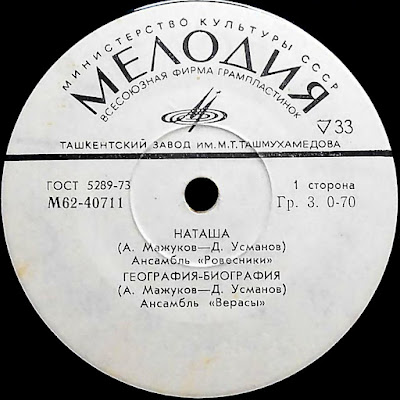 МИНИСТЕРСТВО КУЛЬТУРЫ СССР
МЕЛОДИЯ
ВСЕСОЮЗНАЯ ФИРМА ГРАМПЛАСТИНОК
33
ТАШКЕНТСКИЙ ЗАВОД ИМ. М.Т.ТАШМУХАМЕДОВА
ГОСТ 5289-73
1 сторона
М62-40711
Гр. 3. 0-70
НАТАША
(А. Мажуков—Д. Усманов)
Ансамбль «Ровесники»
ГЕОГРАФИЯ-БИОГРАФИЯ
(А. Мажуков—Д. Усманов)
Ансамбль «Верасы»